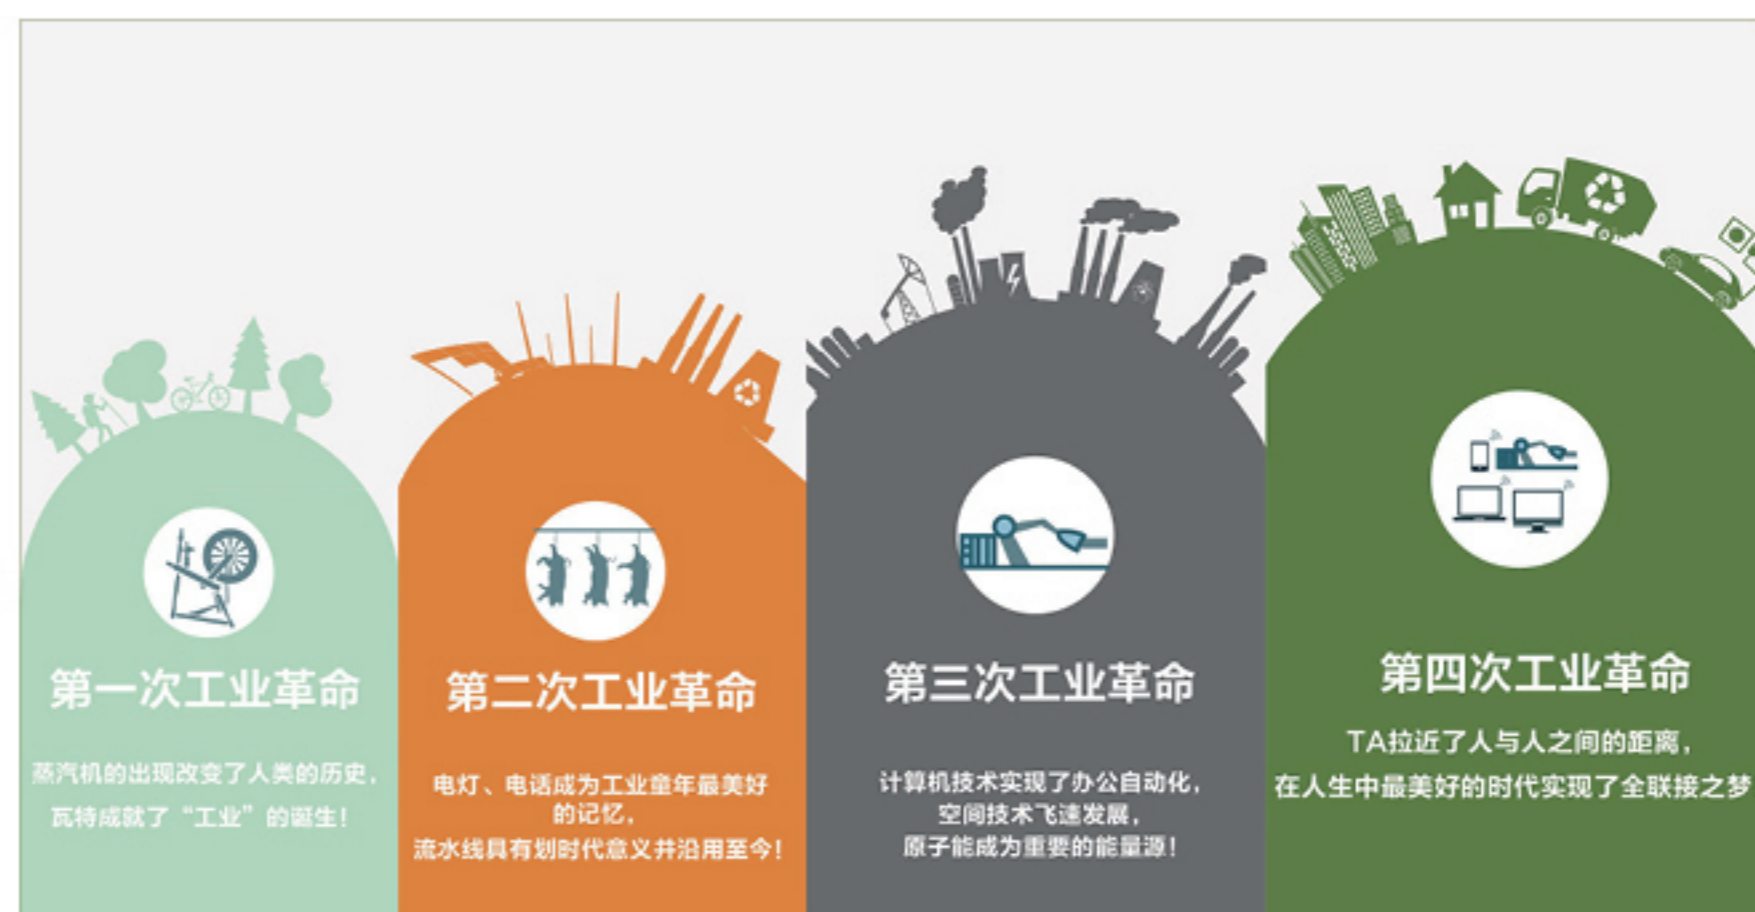 第一次工业革命
蒸汽机的出现改变了人类的历史，
瓦特成就了“工业”的诞生！
第二次工业革命
电灯、电话成为工业童年最美好
的记忆，
流水线具有划时代意义并沿用至今！
第三次工业革命
计算机技术实现了办公自动化，
空间技术飞速发展，
原子能成为重要的能量源！
第四次工业革命
TA拉近了人与人之间的距离，
在人生中最美好的时代实现了全联接之梦